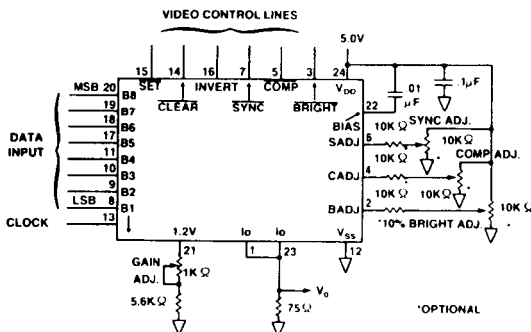 VIDEO CONTROL LINES
5.0V
15 14 16 7 5 3 24
.01 μF
.1μF
MSB 20
SET INVERT COMP VDD
CLEAR SYNC BRIGHT
22
B8
19
B7
18
B6
17
B5
11
B4
10
B3
9
B2
LSB 8
B1
DATA INPUT
CLOCK 13
BIAS
10KΩ SYNC ADJ.
SADJ 6
10KΩ
10KΩ COMP ADJ.
CADJ 4
10KΩ
10KΩ
BADJ 2
10KΩ
*10% BRIGHT ADJ.
1.2V Io Io VSS
21 1 23 12
GAIN ADJ.
1KΩ
5.6KΩ
75Ω
Vo
*OPTIONAL